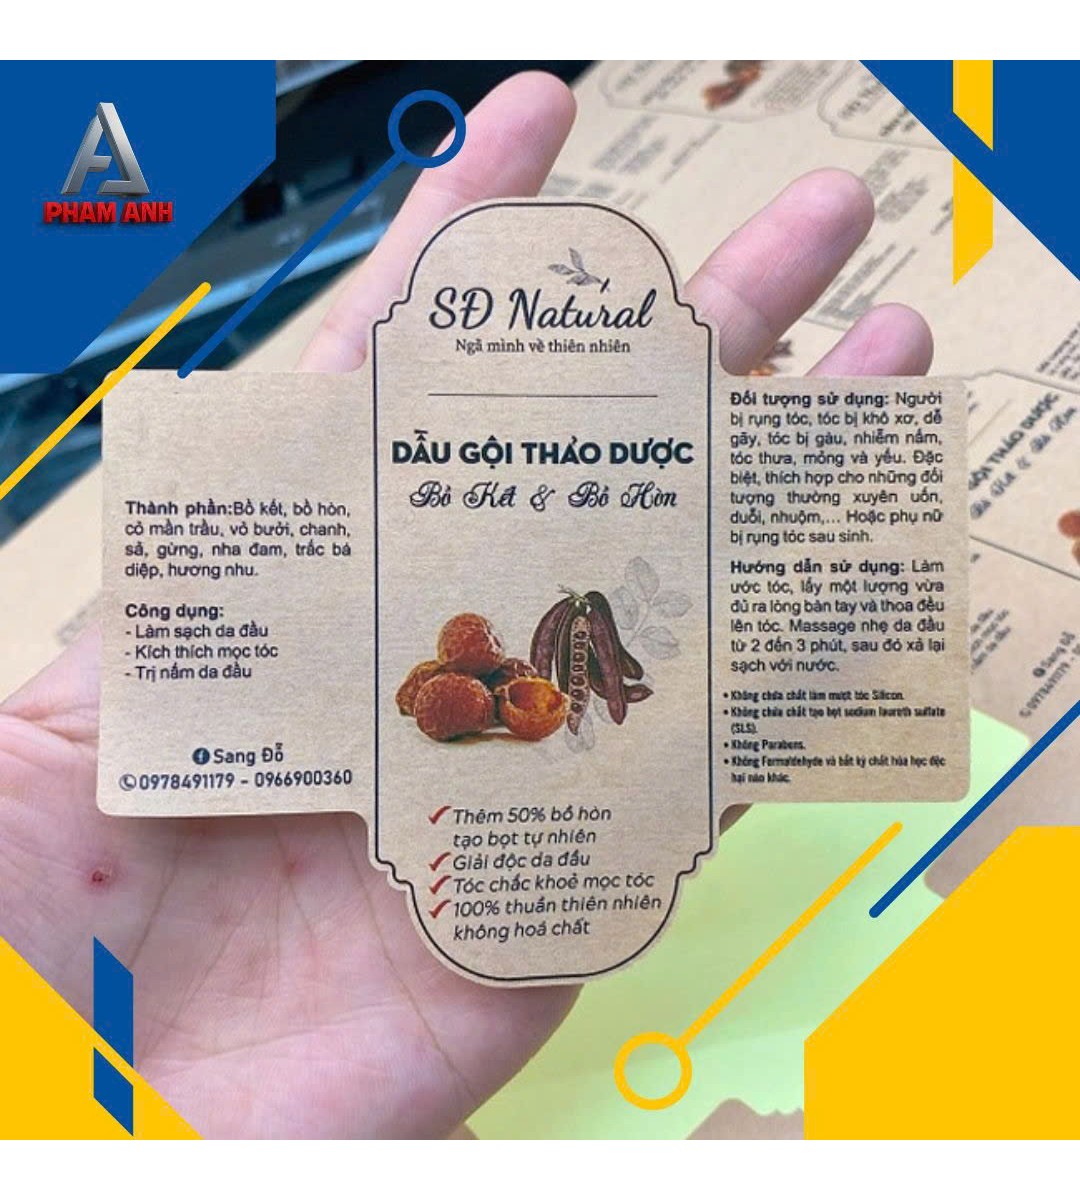 PHAM ANH
SĐ Natural
Ngã mình về thiên nhiên
DẦU GỘI THẢO DƯỢC
Bồ Kết & Bồ Hòn
Thêm 50% bồ hòn
tạo bọt tự nhiên
Giải độc da đầu
Tóc chắc khoẻ mọc tóc
100% thuần thiên nhiên
không hoá chất
Thành phần:Bồ kết, bồ hòn,
cỏ mần trầu, vỏ bưởi, chanh,
sả, gừng, nha đam, trắc bá
diệp, hương nhu.
Công dụng:
- Làm sạch da đầu
- Kích thích mọc tóc
- Trị nấm da đầu
Sang Đỗ
0978491179 - 0966900360
Đối tượng sử dụng: Người
bị rụng tóc, tóc bị khô xơ, dễ
gãy, tóc bị gàu, nhiễm nấm,
tóc thưa, mỏng và yếu. Đặc
biệt, thích hợp cho những đối
tượng thường xuyên uốn,
duỗi, nhuộm,... Hoặc phụ nữ
bị rụng tóc sau sinh.
Hướng dẫn sử dụng: Làm
ước tóc, lấy một lượng vừa
đủ ra lòng bàn tay và thoa đều
lên tóc. Massage nhẹ da đầu
từ 2 đến 3 phút, sau đó xả lại
sạch với nước.
• Không chứa chất làm mượt tóc Silicon.
• Không chứa chất tạo bọt sodium laureth sulfate
(SLS).
• Không Parabens.
• Không Formaldehyde và bất kỳ chất hóa học độc
hại nào khác.